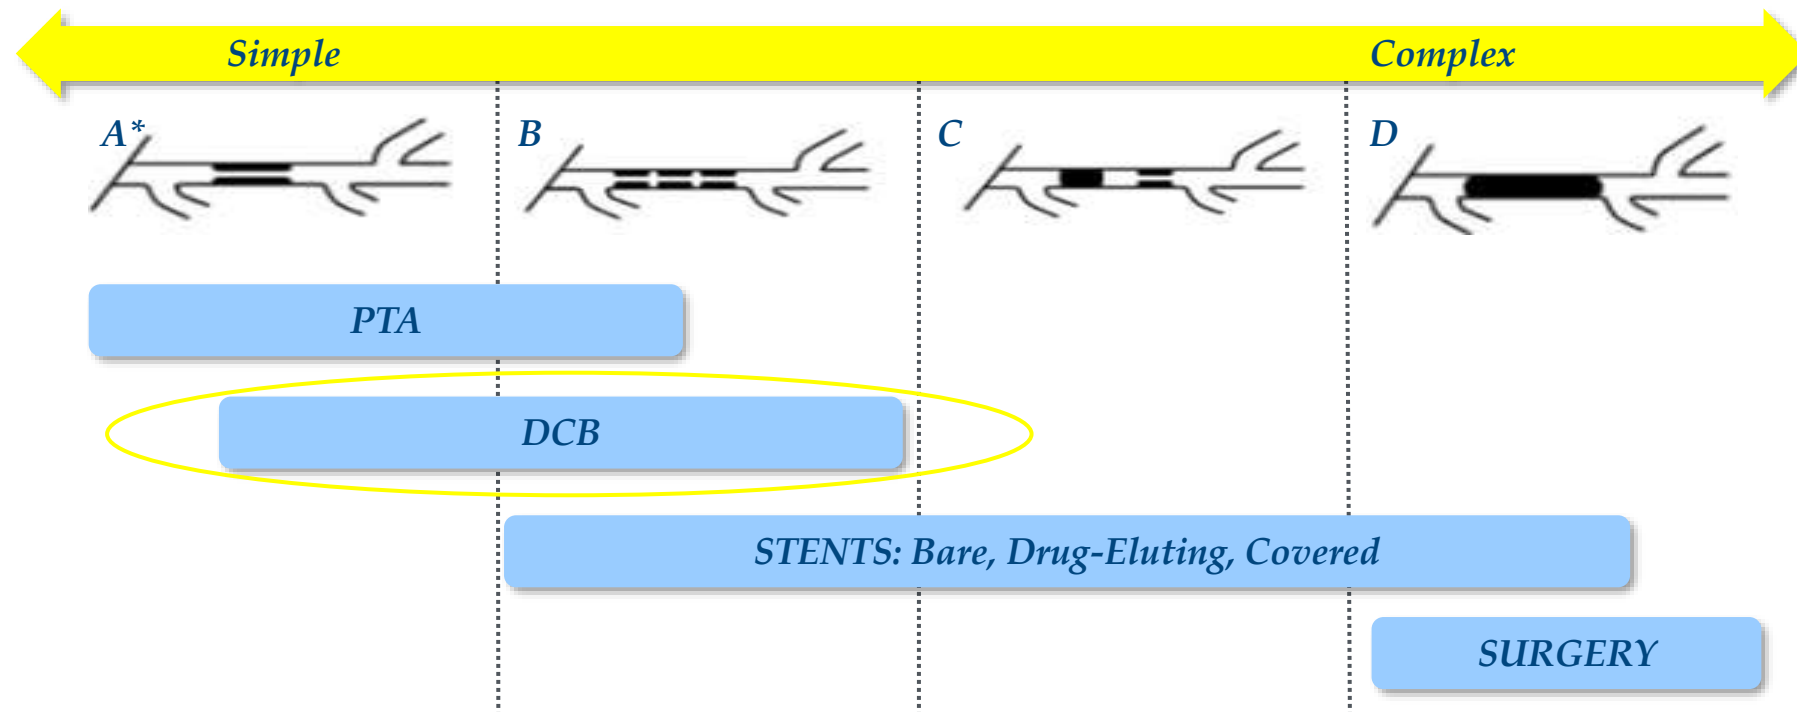 Simple
Complex
A*
B
C
D
PTA
DCB
STENTS: Bare, Drug-Eluting, Covered
SURGERY